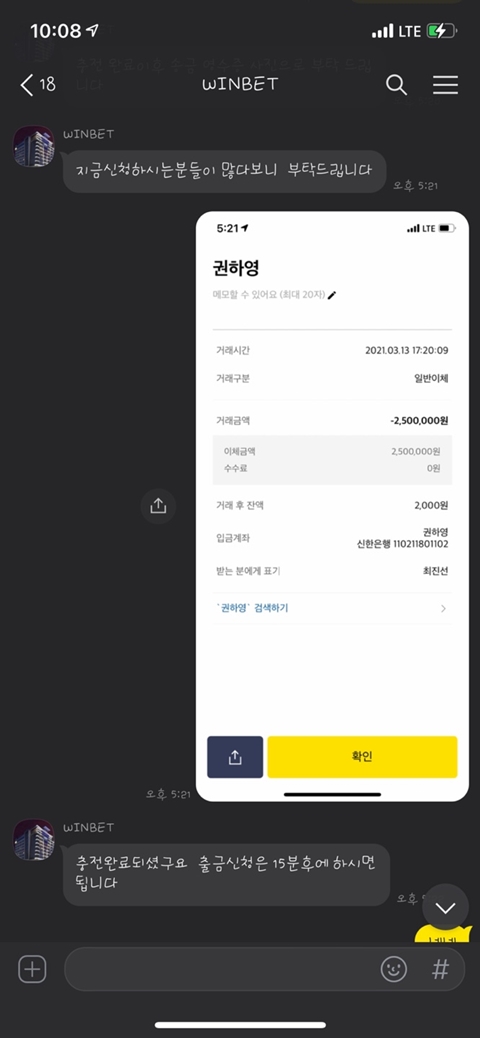 10:08
LTE
18
WINBET
충전 완료
니다
WINBET
지금신청하시는분들이 많다보니 부탁드립니다
오후 5:21
5:21
LTE
권하영
메모할 수 있어요 (최대 20자)
거래시간 2021.03.13 17:20:09
거래구분 일반이체
거래금액 -2,500,000원
이체금액 2,500,000원
수수료 0원
거래 후 잔액 2,000원
입금계좌 권하영
신한은행 110211801102
받는 분에게 표기 최진선
'권하영' 검색하기
확인
오후 5:21
WINBET
충전완료되셨구요 출금신청은 15분후에 하시면
됩니다
오후
#